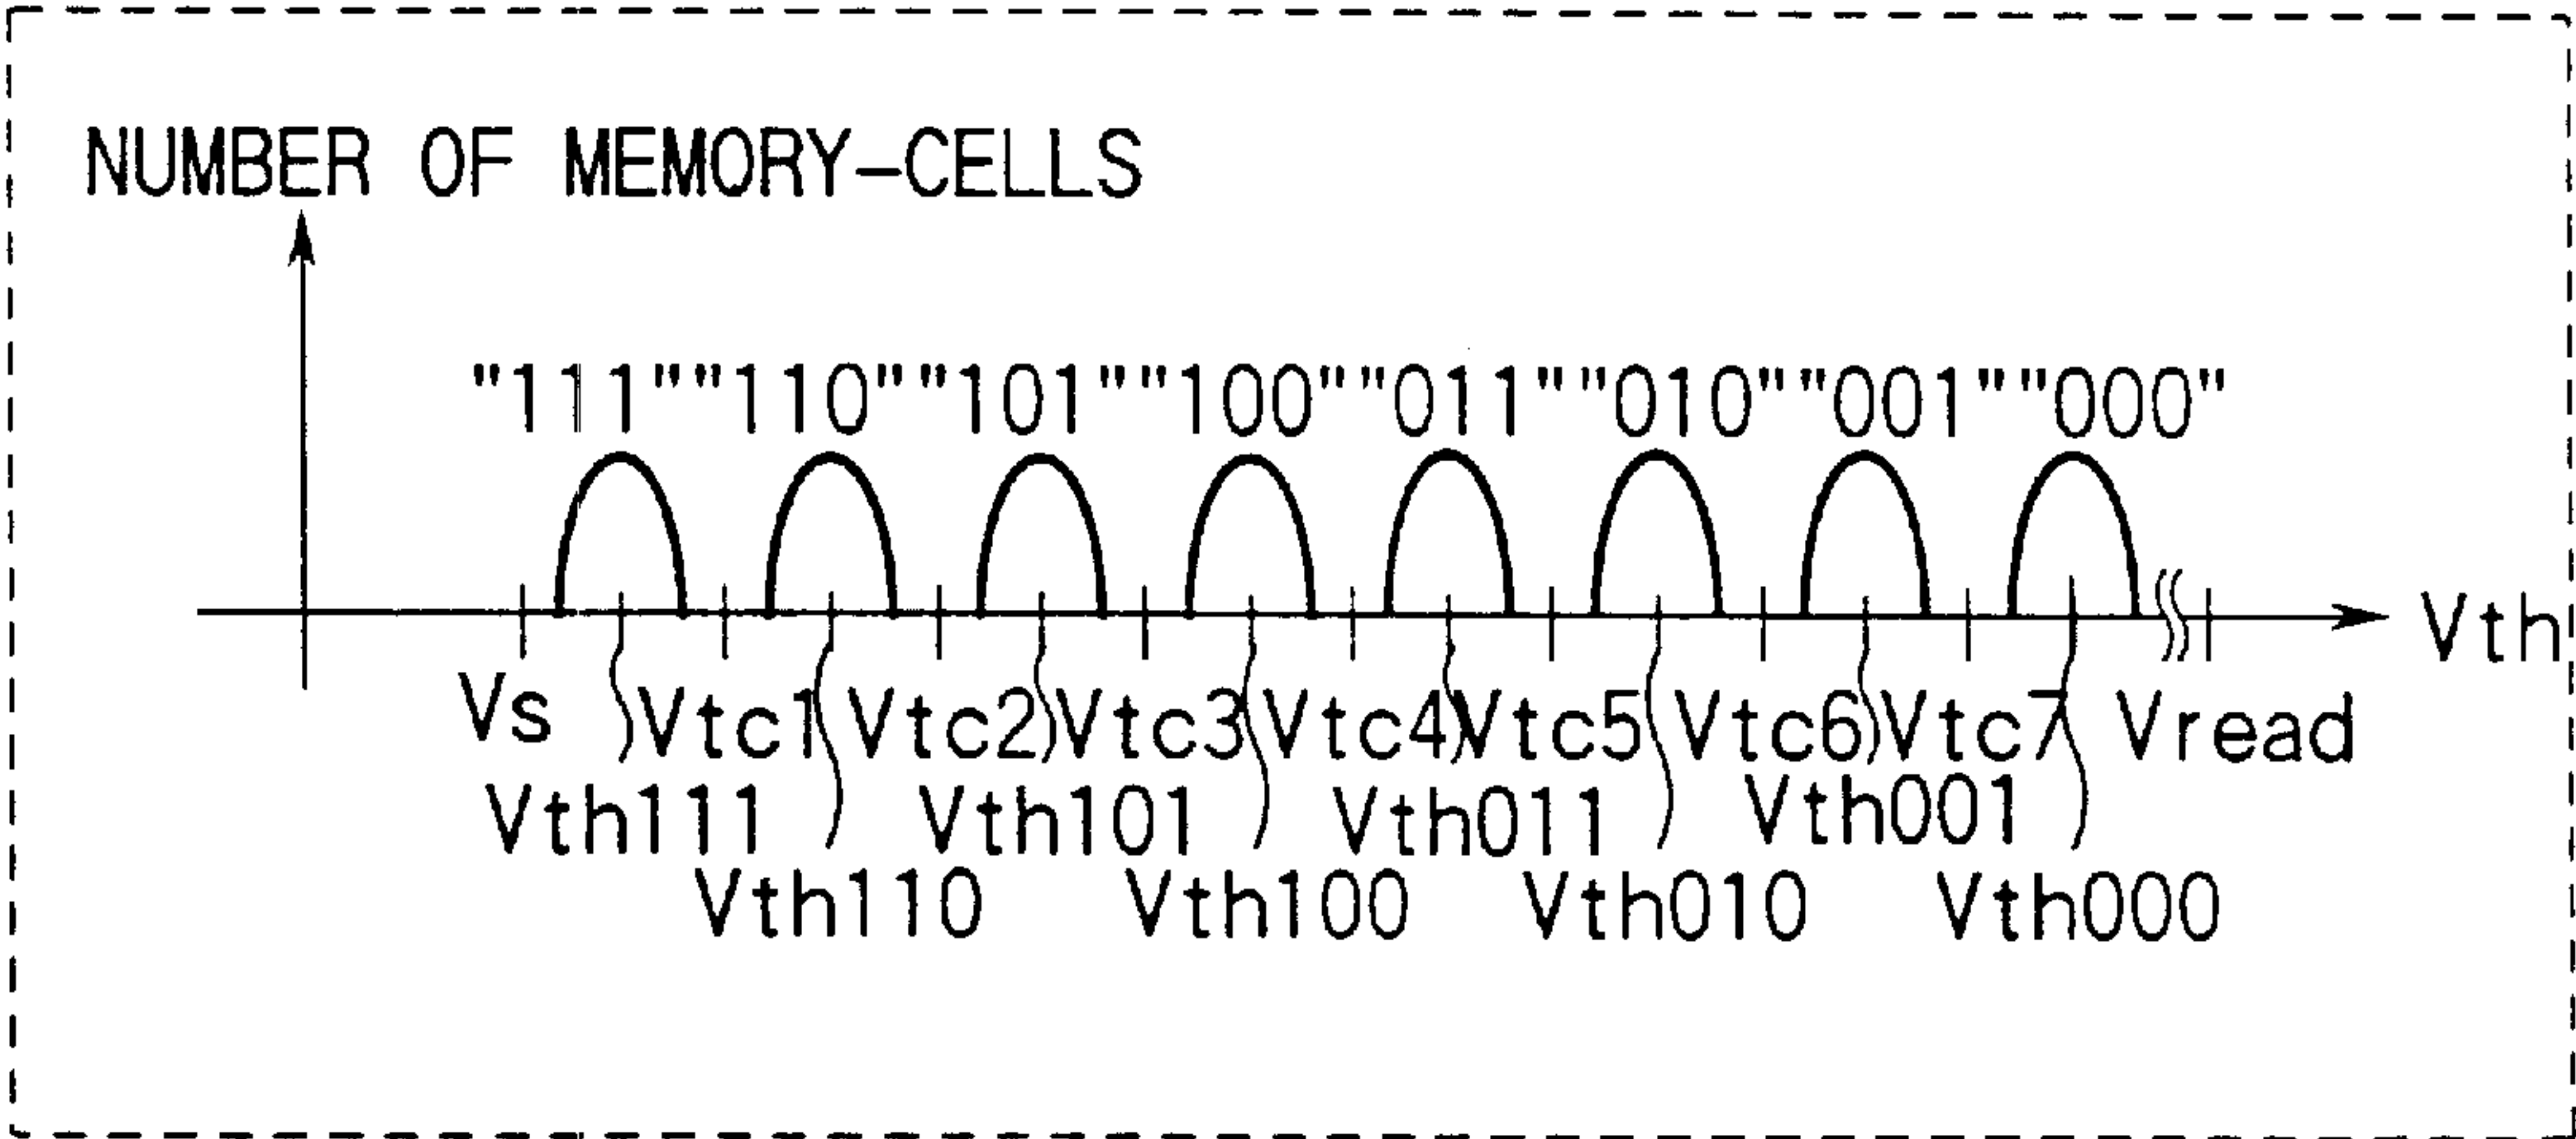 NUMBER OF MEMORY-CELLS
"111" "110" "101" "100" "011" "010" "001" "000"
Vth
Vs Vtc1 Vtc2 Vtc3 Vtc4 Vtc5 Vtc6 Vtc7 Vread
Vth111 Vth101 Vth011 Vth001
Vth110 Vth100 Vth010 Vth000